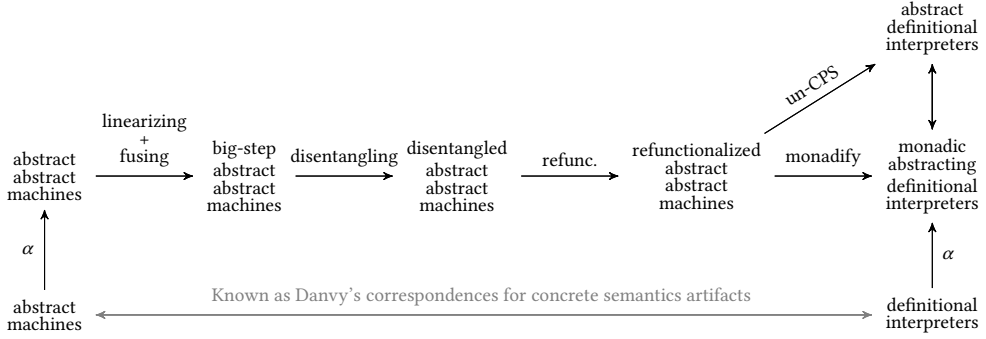 abstract
definitional
interpreters
un-CPS
linearizing
+
fusing
abstract
abstract
machines
big-step
abstract
abstract
machines
disentangling
disentangled
abstract
abstract
machines
refunc.
refunctionalized
abstract
abstract
machines
monadify
monadic
abstracting
definitional
interpreters
α
α
abstract
machines
Known as Danvy's correspondences for concrete semantics artifacts
definitional
interpreters